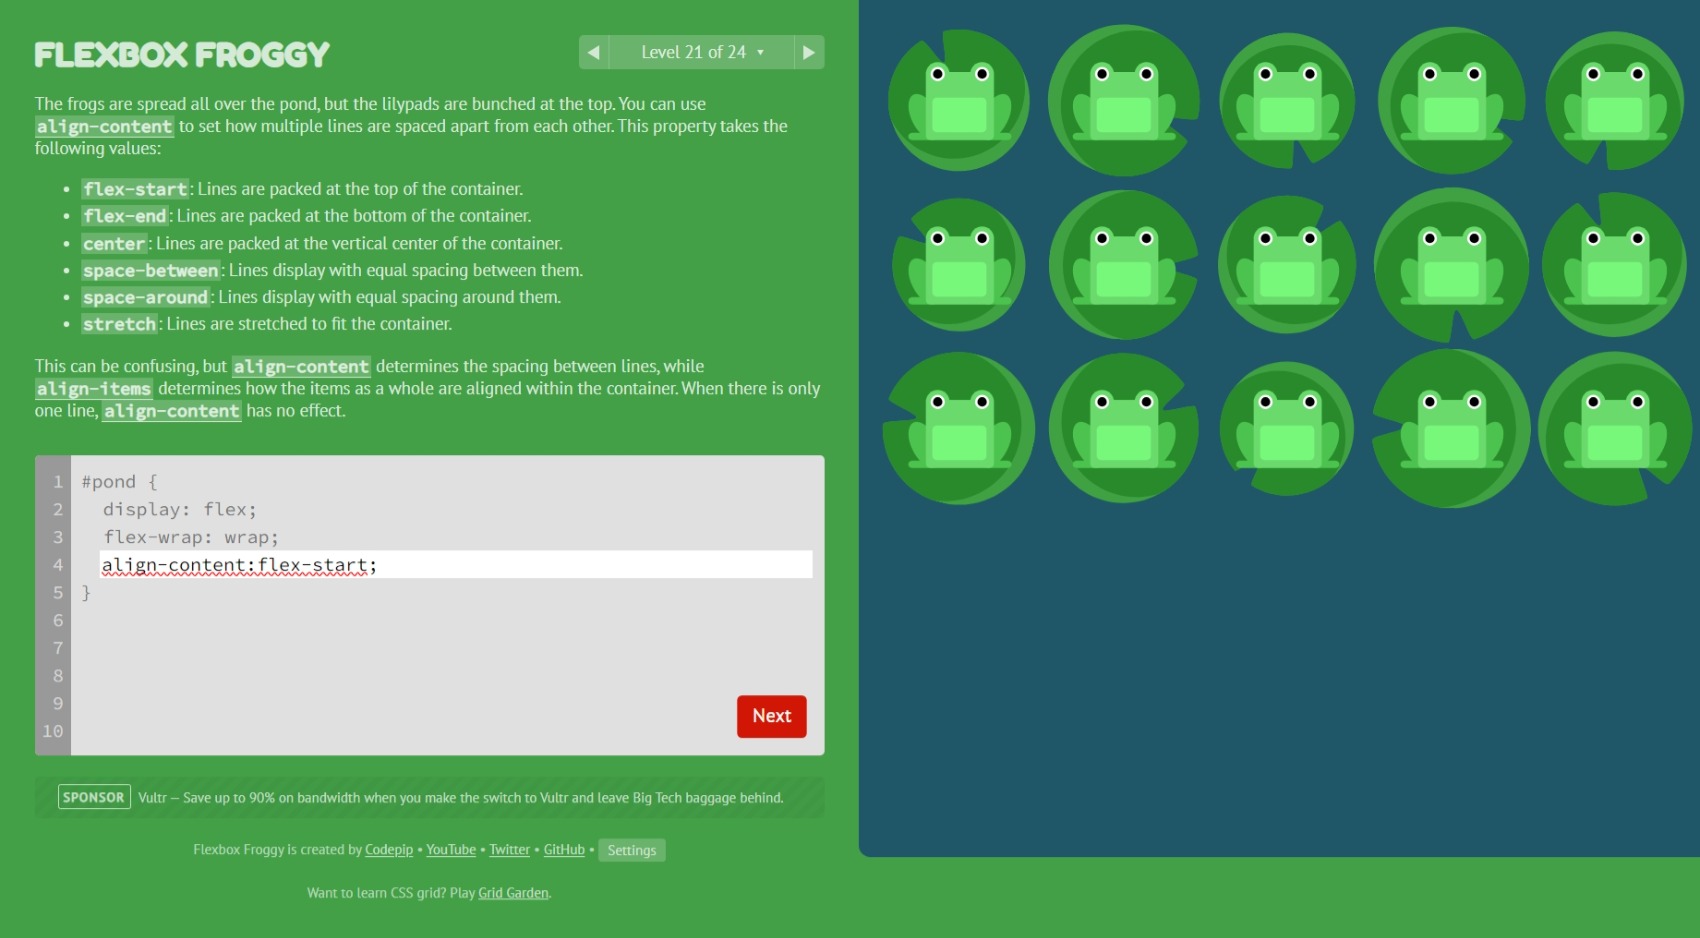 FLEXBOX FROGGY
◀ Level 21 of 24 ▾ ▶
The frogs are spread all over the pond, but the lilypads are bunched at the top. You can use
align-content to set how multiple lines are spaced apart from each other. This property takes the
following values:
• flex-start: Lines are packed at the top of the container.
• flex-end: Lines are packed at the bottom of the container.
• center: Lines are packed at the vertical center of the container.
• space-between: Lines display with equal spacing between them.
• space-around: Lines display with equal spacing around them.
• stretch: Lines are stretched to fit the container.
This can be confusing, but align-content determines the spacing between lines, while
align-items determines how the items as a whole are aligned within the container. When there is only
one line, align-content has no effect.
1 #pond {
2 display: flex;
3 flex-wrap: wrap;
4 align-content:flex-start;
5 }
6
7
8
9
10
Next
SPONSOR Vultr — Save up to 90% on bandwidth when you make the switch to Vultr and leave Big Tech baggage behind.
Flexbox Froggy is created by Codepip • YouTube • Twitter • GitHub • Settings
Want to learn CSS grid? Play Grid Garden.